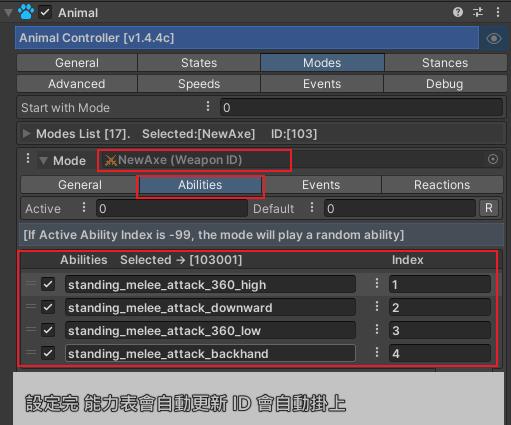 Animal
Animal Controller [v1.4.4c]
General States Modes Stances
Advanced Speeds Events Debug
Start with Mode 0
Modes List [17]. Selected:[NewAxe] ID:[103]
Mode NewAxe (Weapon ID)
General Abilities Events Reactions
Active 0 Default 0 R
[If Active Ability Index is -99, the mode will play a random ability]
Abilities Selected → [103001] Index
standing_melee_attack_360_high 1
standing_melee_attack_downward 2
standing_melee_attack_360_low 3
standing_melee_attack_backhand 4
設定完 能力表會自動更新 ID 會自動掛上